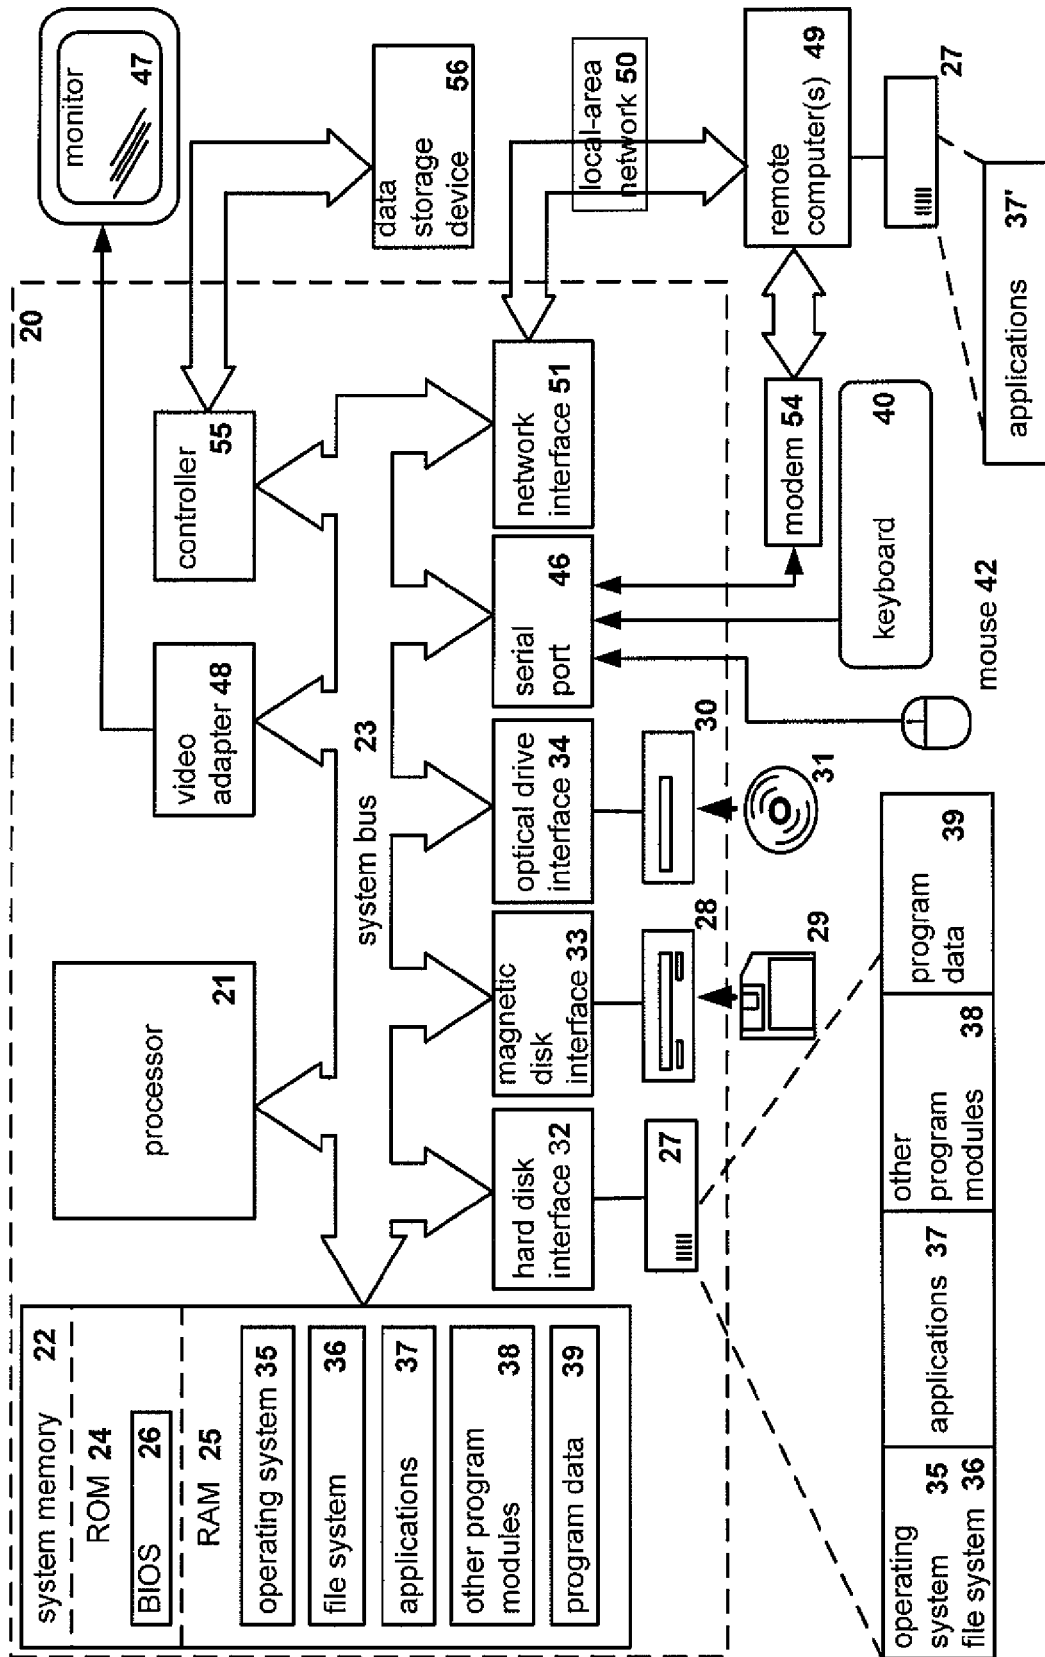 system memory 22
ROM 24
BIOS 26
RAM 25
operating system 35
file system 36
applications 37
other program
modules 38
program data 39
processor
21
video
adapter 48
controller
55
20
monitor
47
system bus 23
hard disk
interface 32
magnetic
disk
interface 33
optical drive
interface 34
serial
port 46
network
interface 51
data
storage
device 56
local-area
network 50
27
28
30
29
31
modem 54
remote
computer(s) 49
27
keyboard
40
mouse 42
applications 37'
operating
system 35
file system 36
applications 37
other
program
modules 38
program
data 39